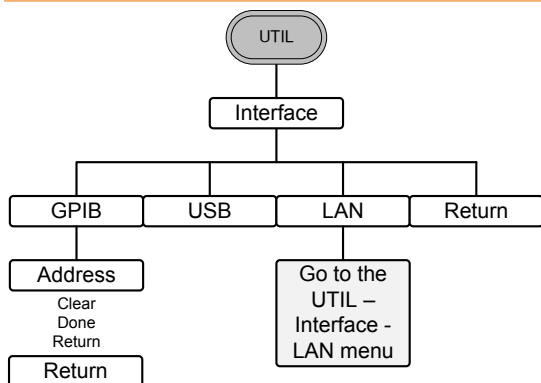 UTIL
Interface
GPIB
USB
LAN
Return
Address
Clear
Done
Return
Return
Go to the
UTIL –
Interface -
LAN menu